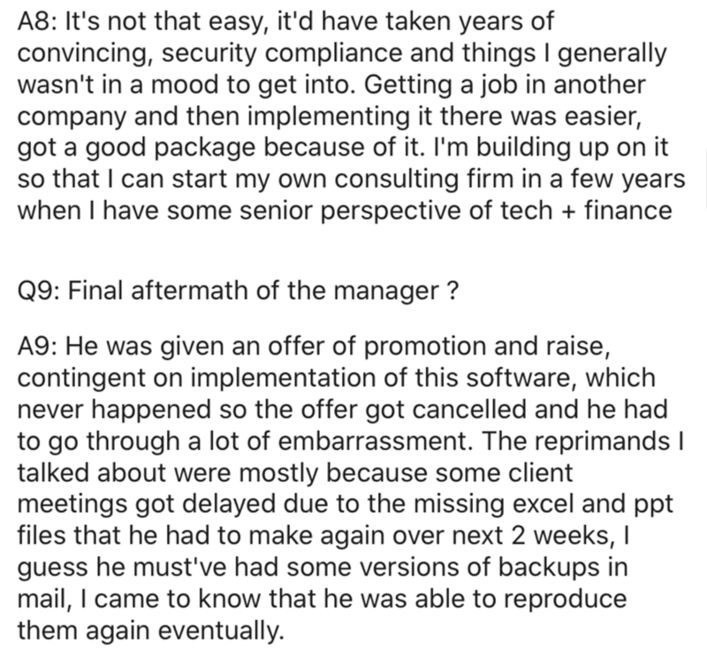 A8: It's not that easy, it'd have taken years of
convincing, security compliance and things I generally
wasn't in a mood to get into. Getting a job in another
company and then implementing it there was easier,
got a good package because of it. I'm building up on it
so that I can start my own consulting firm in a few years
when I have some senior perspective of tech + finance
Q9: Final aftermath of the manager ?
A9: He was given an offer of promotion and raise,
contingent on implementation of this software, which
never happened so the offer got cancelled and he had
to go through a lot of embarrassment. The reprimands I
talked about were mostly because some client
meetings got delayed due to the missing excel and ppt
files that he had to make again over next 2 weeks, I
guess he must've had some versions of backups in
mail, I came to know that he was able to reproduce
them again eventually.